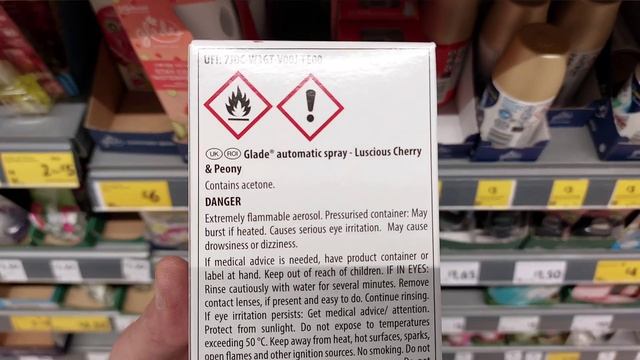 glade
UK ROI Glade® automatic spray - Luscious Cherry
& Peony
Contains acetone.
DANGER
Extremely flammable aerosol. Pressurised container: May
burst if heated. Causes serious eye irritation. May cause
drowsiness or dizziness.
If medical advice is needed, have product container or
label at hand. Keep out of reach of children. IF IN EYES:
Rinse cautiously with water for several minutes. Remove
contact lenses, if present and easy to do. Continue rinsing.
If eye irritation persists: Get medical advice/ attention.
Protect from sunlight. Do not expose to temperatures
exceeding 50 °C. Keep away from heat, hot surfaces, sparks,
open flames and other ignition sources. No smoking. Do not